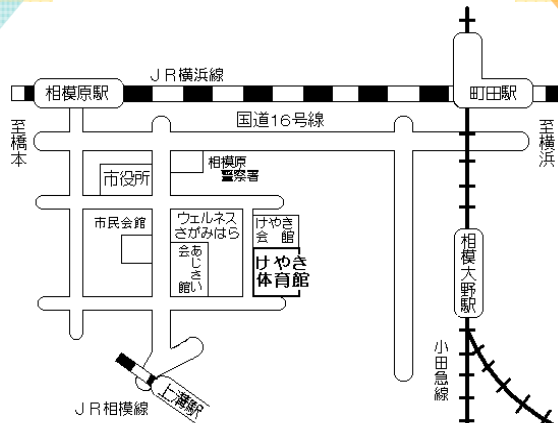 JR横浜線
相模原駅
町田駅
至橋本
国道16号線
至横浜
市役所
相模原
警察署
市民会館
ウェルネス
さがみはら
けやき
会館
あじさい
会館
けやき
体育館
相模大野駅
小田急線
上溝駅
JR相模線